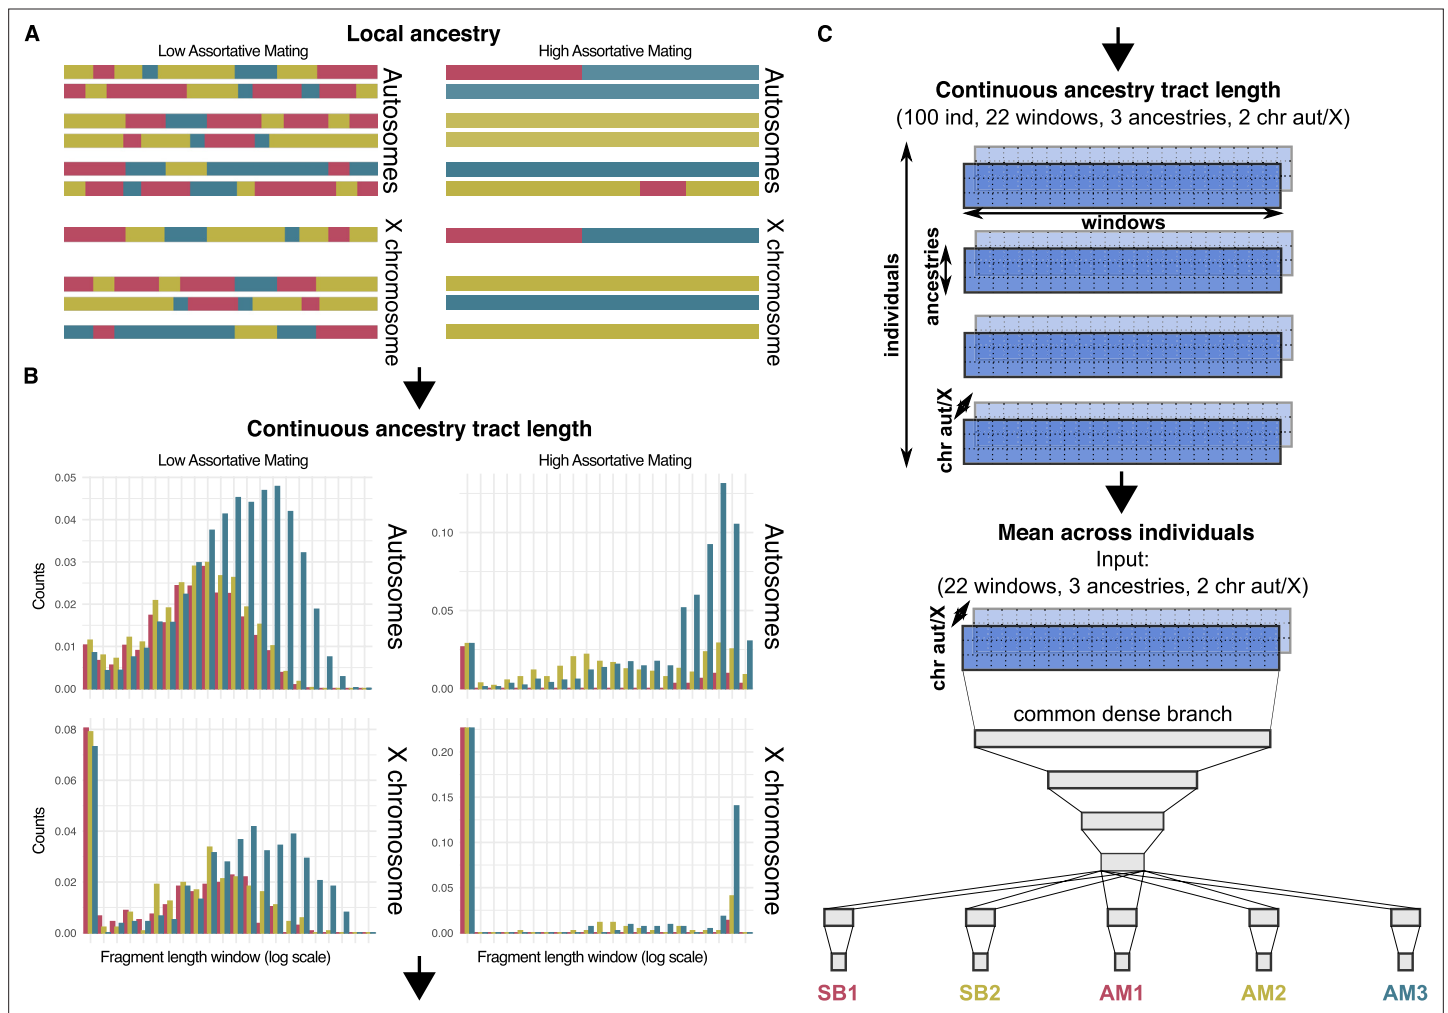 A
Local ancestry
Low Assortative Mating
High Assortative Mating
Autosomes
Autosomes
X chromosome
X chromosome
B
Continuous ancestry tract length
Low Assortative Mating
High Assortative Mating
0.05
0.04
0.03
0.02
0.01
0.00
Counts
Autosomes
0.10
0.05
0.00
Autosomes
0.08
0.06
0.04
0.02
0.00
Counts
X chromosome
0.20
0.15
0.10
0.05
0.00
X chromosome
Fragment length window (log scale)
Fragment length window (log scale)
C
Continuous ancestry tract length
(100 ind, 22 windows, 3 ancestries, 2 chr aut/X)
individuals
windows
ancestries
chr aut/X
Mean across individuals
Input:
(22 windows, 3 ancestries, 2 chr aut/X)
chr aut/X
common dense branch
SB1
SB2
AM1
AM2
AM3